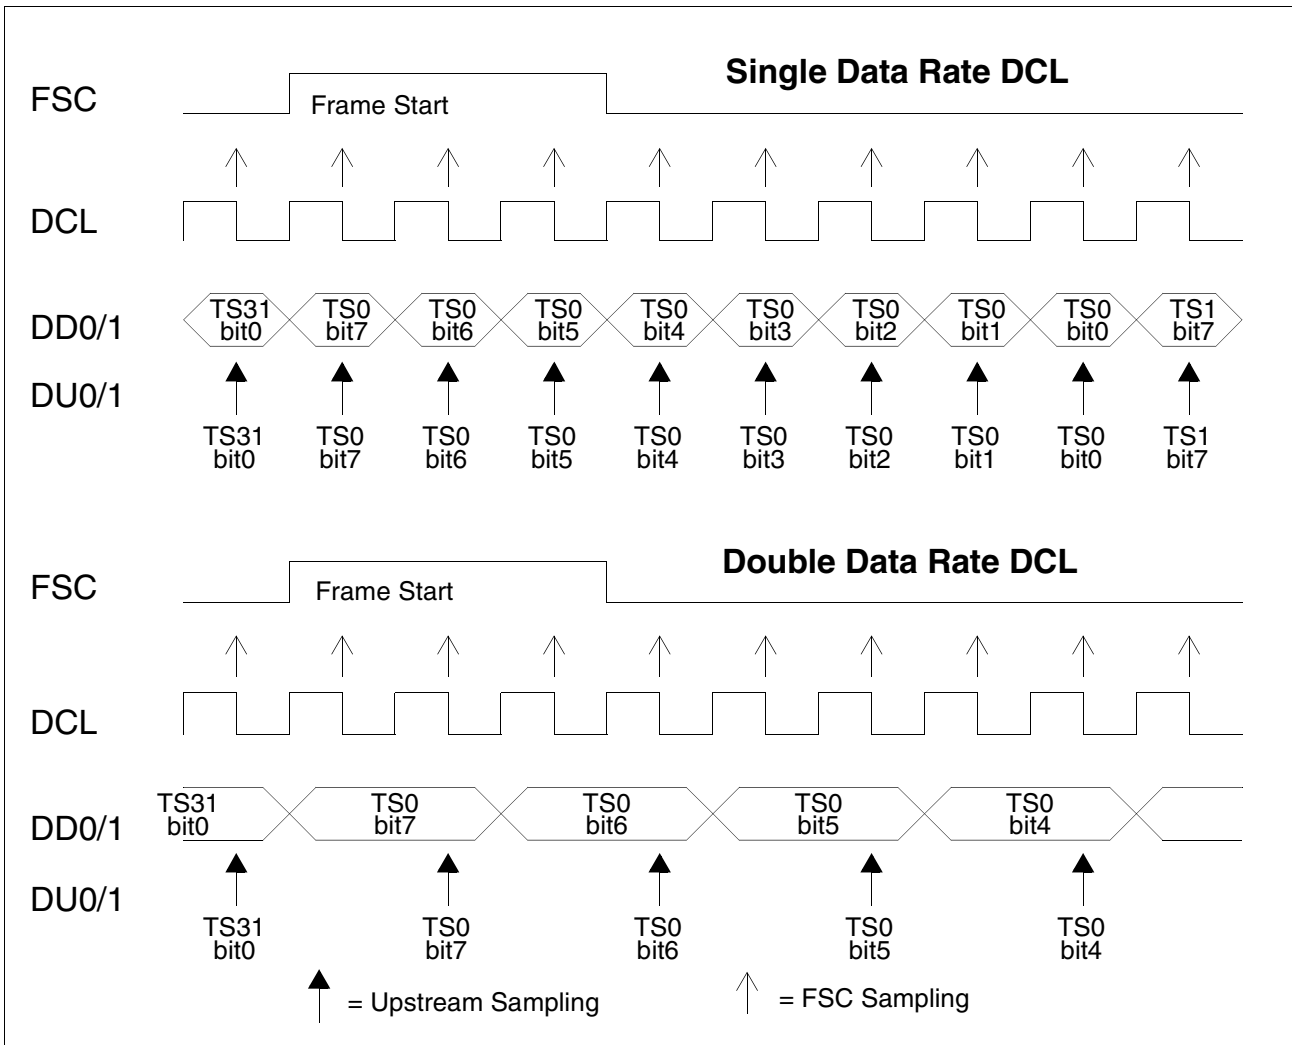 Single Data Rate DCL
FSC
Frame Start
DCL
DD0/1
TS31 TS0 TS0 TS0 TS0 TS0 TS0 TS0 TS0 TS1
bit0 bit7 bit6 bit5 bit4 bit3 bit2 bit1 bit0 bit7
DU0/1
TS31 TS0 TS0 TS0 TS0 TS0 TS0 TS0 TS0 TS1
bit0 bit7 bit6 bit5 bit4 bit3 bit2 bit1 bit0 bit7
Double Data Rate DCL
FSC
Frame Start
DCL
DD0/1
TS31 TS0 TS0 TS0 TS0
bit0 bit7 bit6 bit5 bit4
DU0/1
TS31 TS0 TS0 TS0 TS0
bit0 bit7 bit6 bit5 bit4
= Upstream Sampling
= FSC Sampling